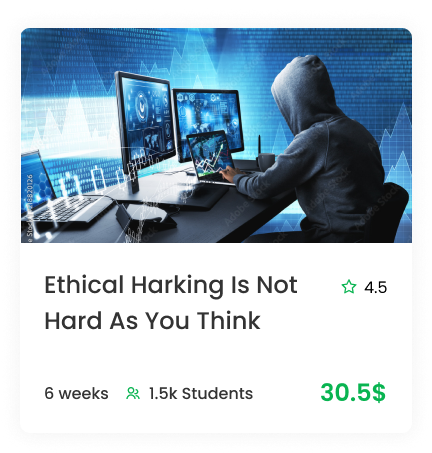 Ethical Harking Is Not
4.5
Hard As You Think
6 weeks
1.5k Students
30.5$